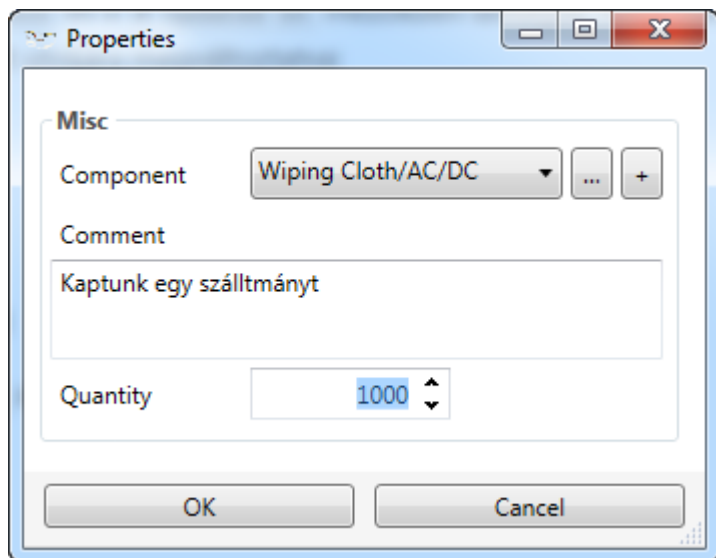 Properties
Misc
Component Wiping Cloth/AC/DC ... +
Comment
Kaptunk egy szálltmányt
Quantity 1000
OK Cancel